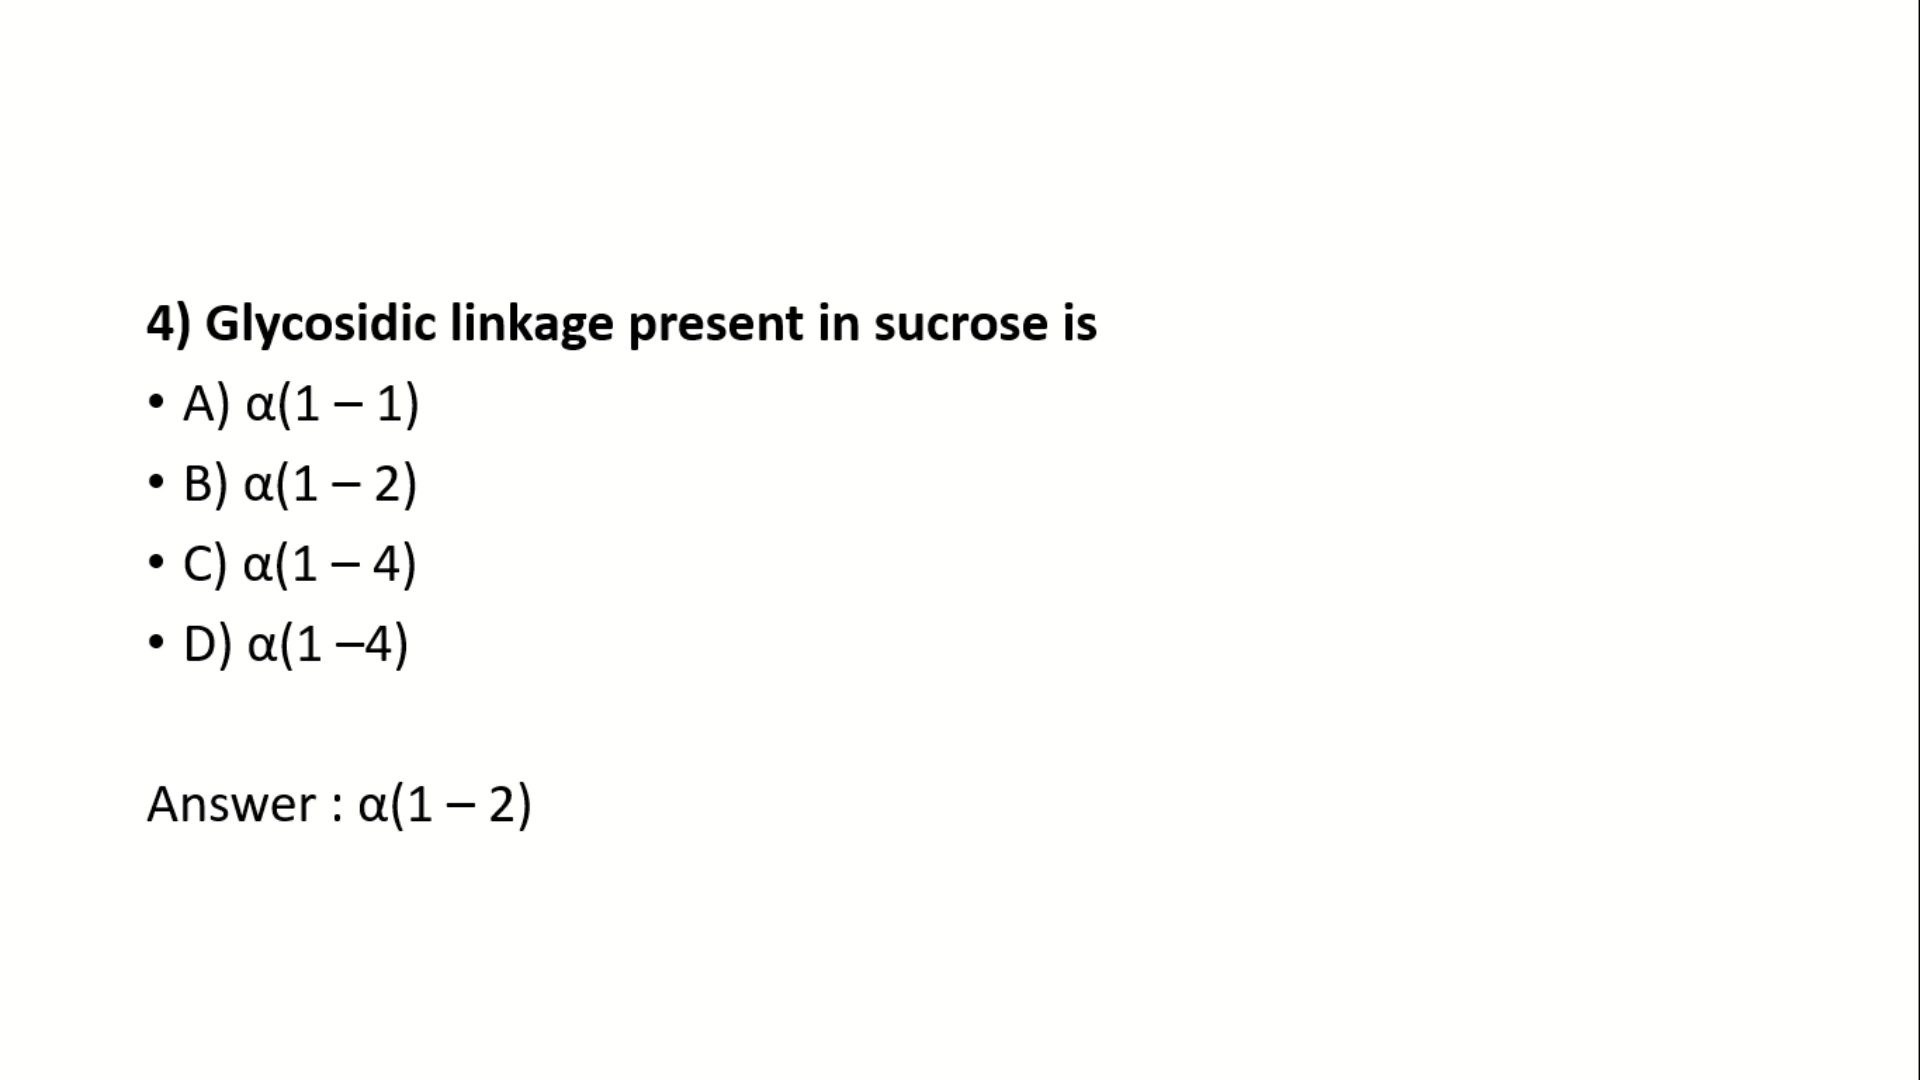 4) Glycosidic linkage present in sucrose is
• A) α(1 – 1)
• B) α(1 – 2)
• C) α(1 – 4)
• D) α(1 –4)
Answer : α(1 – 2)